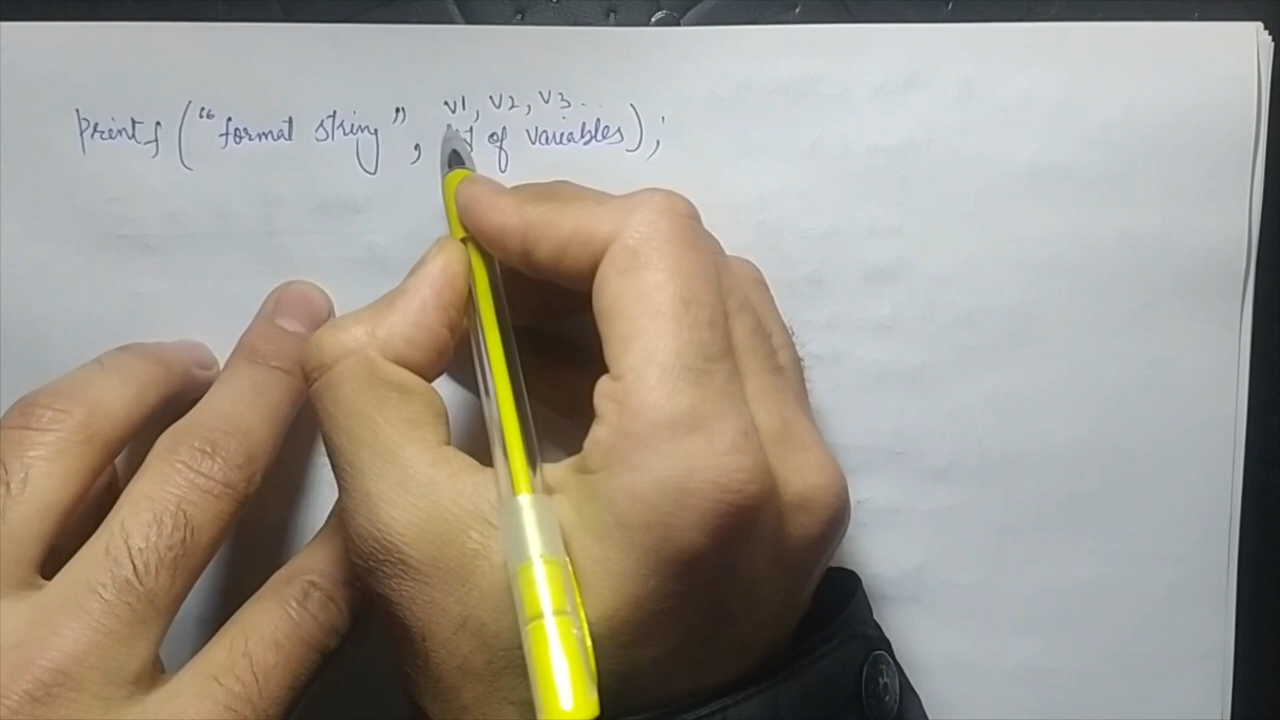 v1, v2, v3...
printf ("format string", of variables);